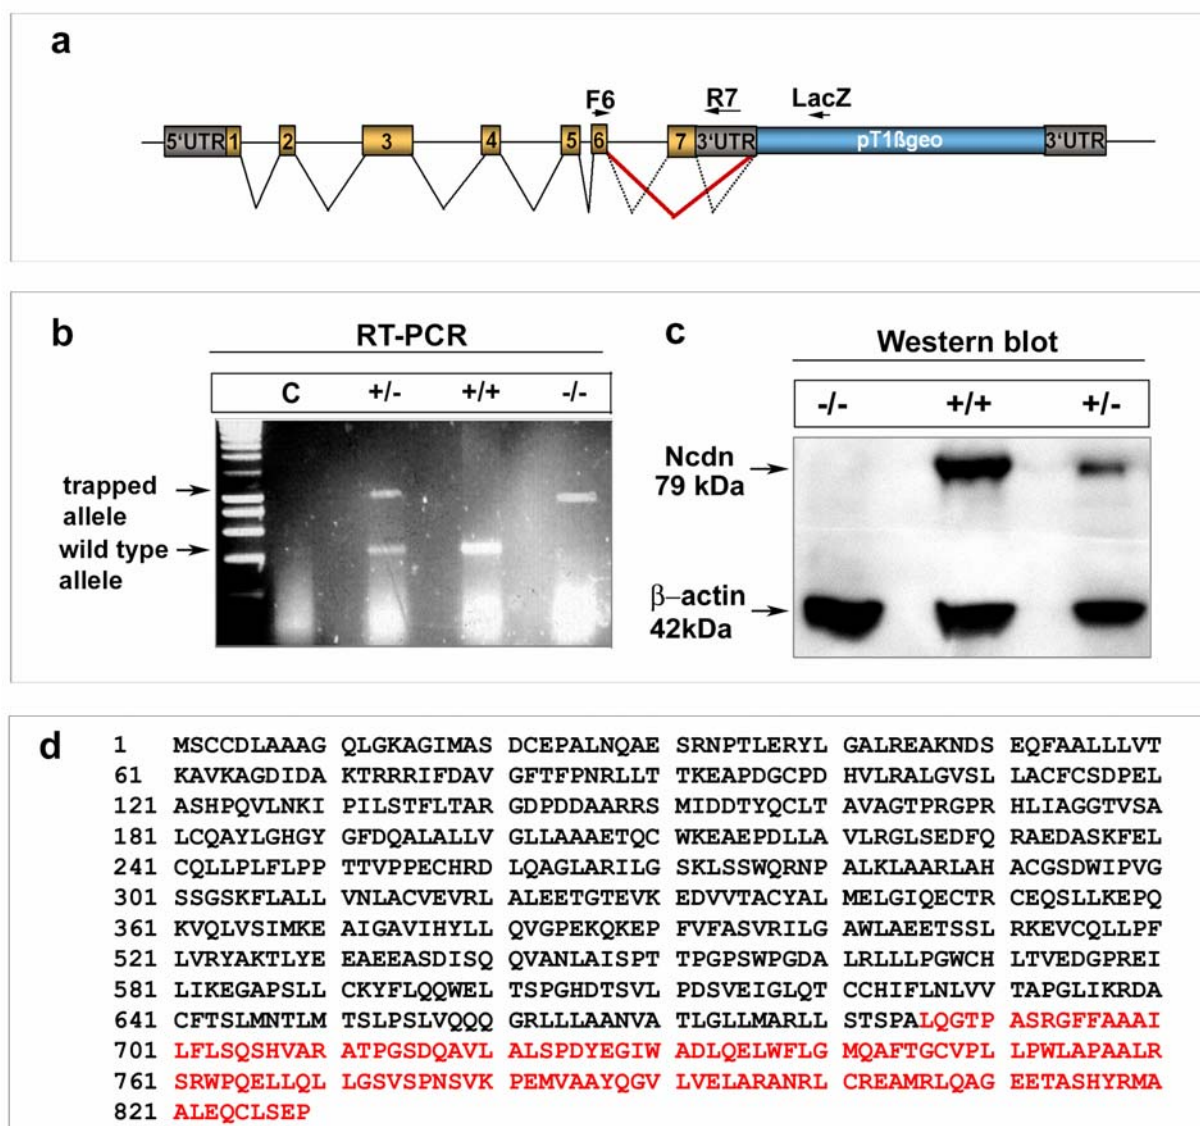 a
F6 R7 LacZ
5'UTR 1 2 3 4 5 6 7 3'UTR pT1ßgeo 3'UTR
b
RT-PCR
C +/- +/+ -/-
trapped
allele
wild type
allele
c
Western blot
-/- +/+ +/-
Ncdn
79 kDa
β–actin
42kDa
d
1 MSCCDLAAAG QLGKAGIMAS DCEPALNQAE SRNPTLERYL GALREAKNDS EQFAALLLVT
61 KAVKAGDIDA KTRRRIFDAV GFTFPNRLLT TKEAPDGCPD HVLRALGVSL LACFCSDPEL
121 ASHPQVLNKI PILSTFLTAR GDPDDAARRS MIDDTYQCLT AVAGTPRGPR HLIAGGTVSA
181 LCQAYLGHGY GFDQALALLV GLLAAAETQC WKEAEPDLLA VLRGLSEDFQ RAEDASKFEL
241 CQLLPLFLPP TTVPPECHRD LQAGLARILG SKLSSWQRNP ALKLAARLAH ACGSDWIPVG
301 SSGSKFLALL VNLACVEVRL ALEETGTEVK EDVVTACYAL MELGIQECTR CEQSLLKEPQ
361 KVQLVSIMKE AIGAVIHYLL QVGPEKQKEP FVFASVRILG AWLAEETSSL RKEVCQLLPF
521 LVRYAKTLYE EAEEASDISQ QVANLAISPT TPGPSWPGDA LRLLLPGWCH LTVEDGPREI
581 LIKEGAPSLL CKYFLQQWEL TSPGHDTSVL PDSVEIGLQT CCHIFLNLVV TAPGLIKRDA
641 CFTSLMNTLM TSLPSLVQQQ GRLLLAANVA TLGLLMARLL STSPALQGTP ASRGFFAAAI
701 LFLSQSHVAR ATPGSDQAVL ALSPDYEGIW ADLQELWFLG MQAFTGCVPL LPWLAPAALR
761 SRWPQELLQL LGSVSPNSVK PEMVAAYQGV LVELARANRL CREAMRLQAG EETASHYRMA
821 ALEQCLSEP